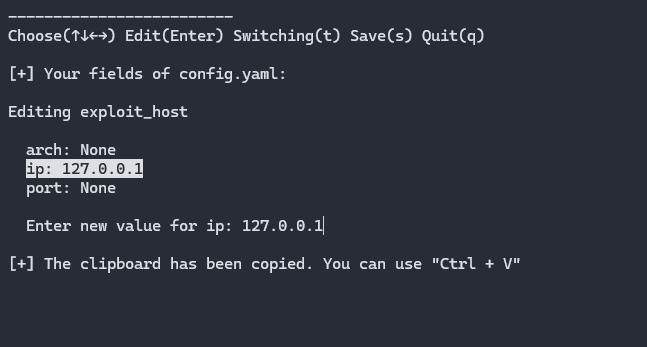 -------------------------
Choose(↑↓←→) Edit(Enter) Switching(t) Save(s) Quit(q)
[+] Your fields of config.yaml:
Editing exploit_host
arch: None
ip: 127.0.0.1
port: None
Enter new value for ip: 127.0.0.1
[+] The clipboard has been copied. You can use "Ctrl + V"